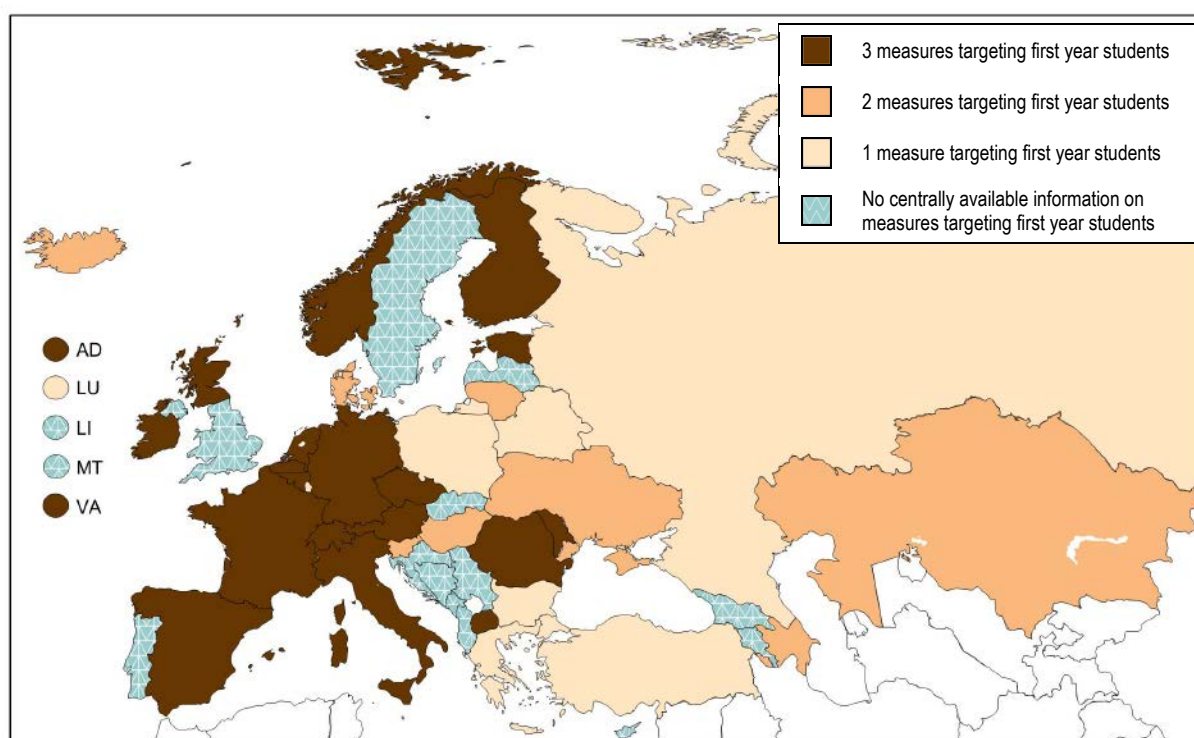 3 measures targeting first year students
2 measures targeting first year students
1 measure targeting first year students
No centrally available information on
measures targeting first year students
AD
LU
LI
MT
VA